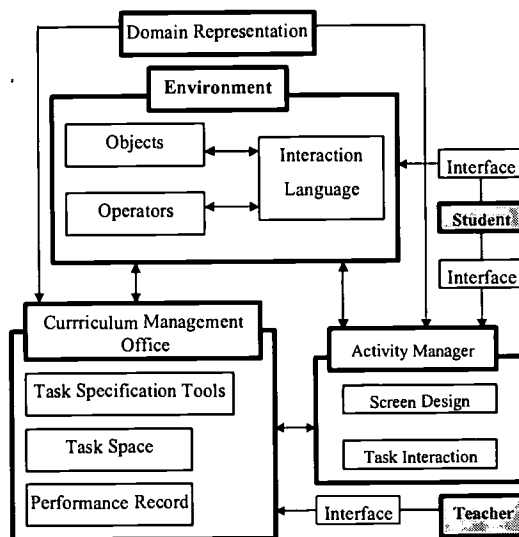 Domain Representation
Environment
Objects
Interaction
Language
Operators
Interface
Student
Interface
Currriculum Management
Office
Activity Manager
Task Specification Tools
Screen Design
Task Space
Task Interaction
Performance Record
Interface
Teacher